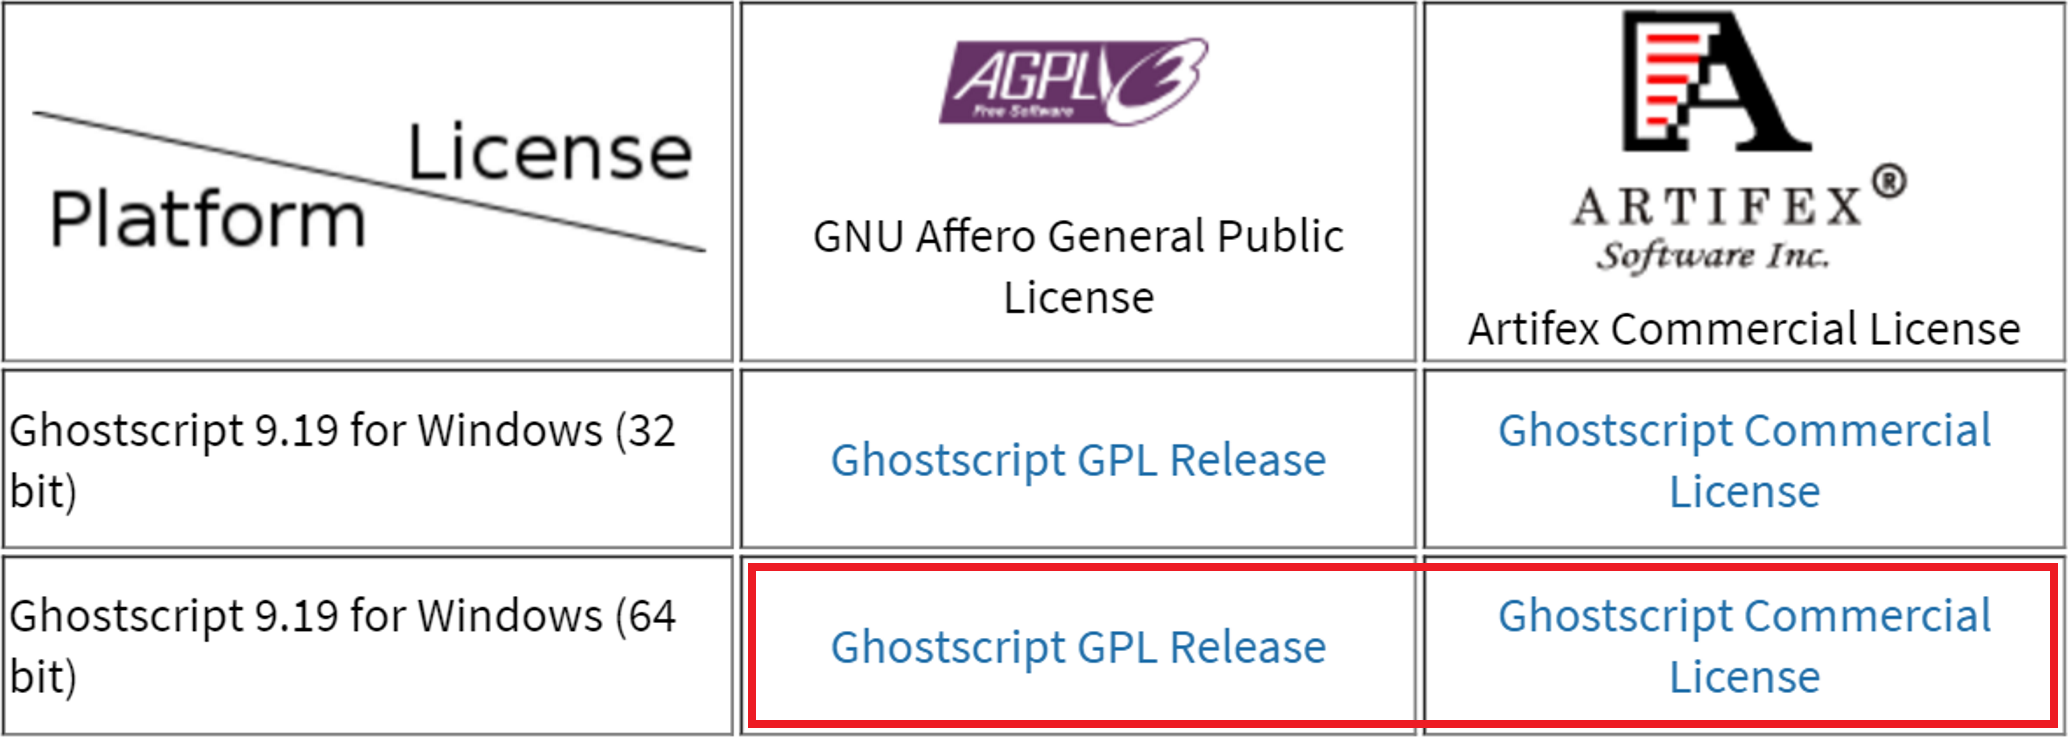 License
Platform
AGPLV3
Free Software
GNU Affero General Public
License
ARTIFEX®
Software Inc.
Artifex Commercial License
Ghostscript 9.19 for Windows (32
bit)
Ghostscript GPL Release
Ghostscript Commercial
License
Ghostscript 9.19 for Windows (64
bit)
Ghostscript GPL Release
Ghostscript Commercial
License